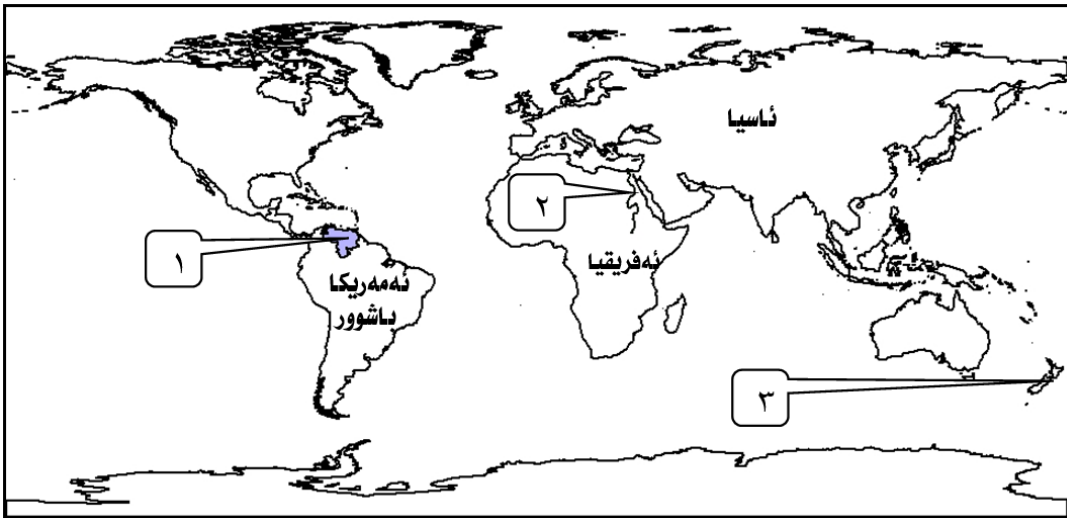 ئاسیا
٢
ئەفریقیا
١
ئەمەریکا
باشوور
٣